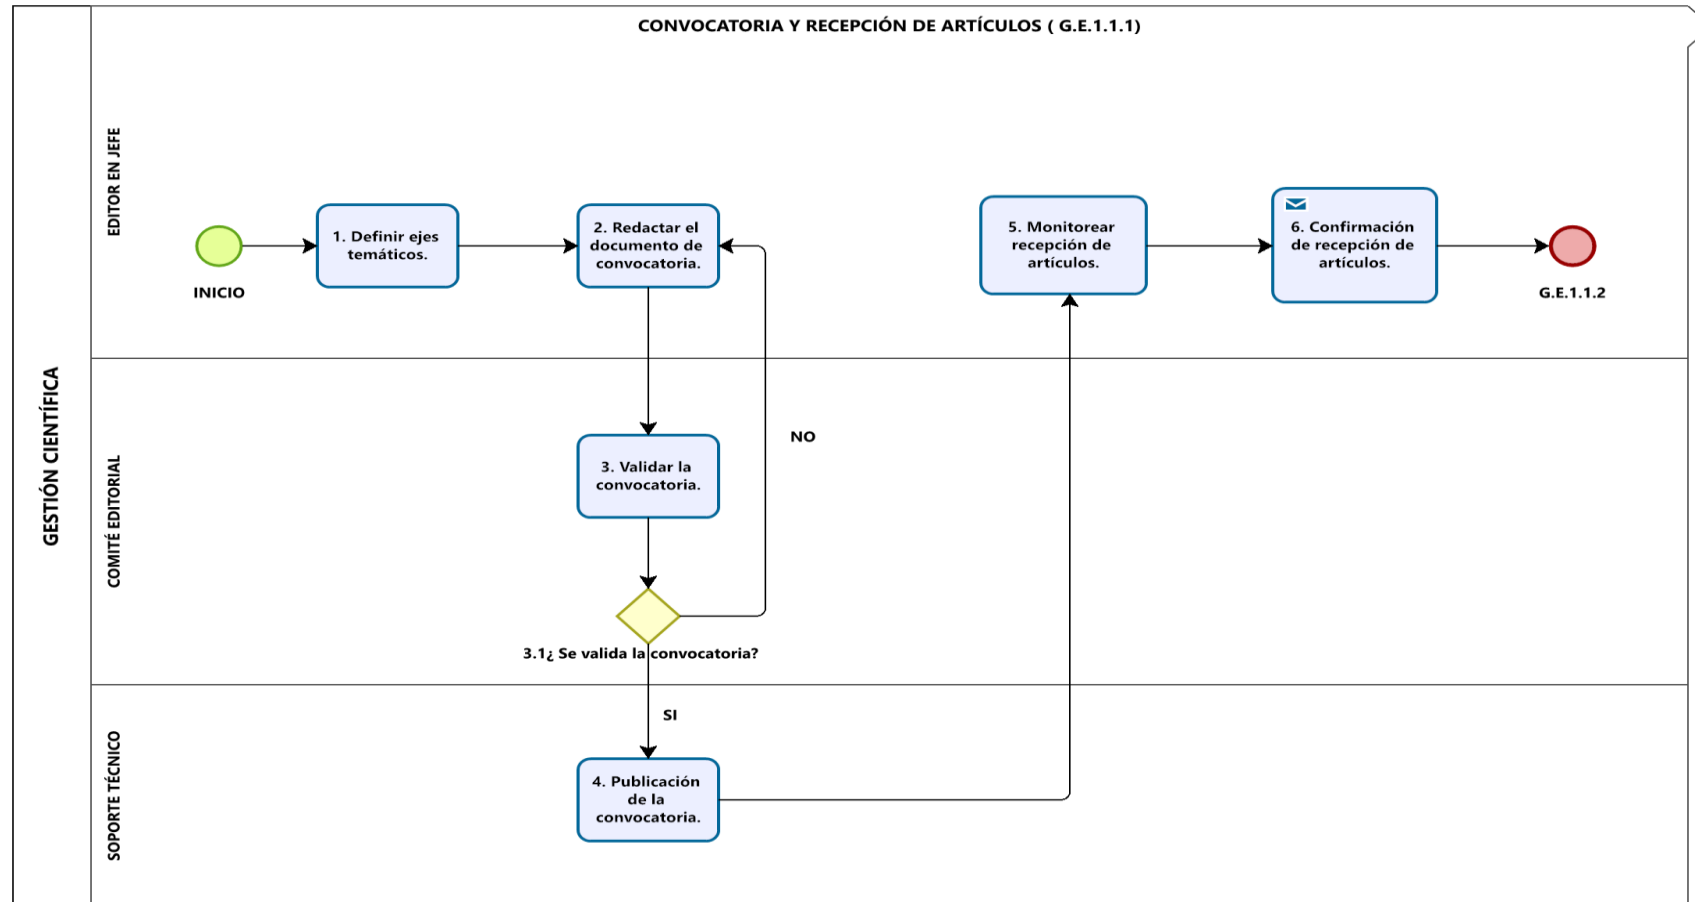 CONVOCATORIA Y RECEPCIÓN DE ARTÍCULOS ( G.E.1.1.1)
GESTIÓN CIENTÍFICA
EDITOR EN JEFE
INICIO
1. Definir ejes
temáticos.
2. Redactar el
documento de
convocatoria.
5. Monitorear
recepción de
artículos.
6. Confirmación
de recepción de
artículos.
G.E.1.1.2
COMITÉ EDITORIAL
3. Validar la
convocatoria.
NO
3.1¿ Se valida la convocatoria?
SOPORTE TÉCNICO
SI
4. Publicación
de la
convocatoria.